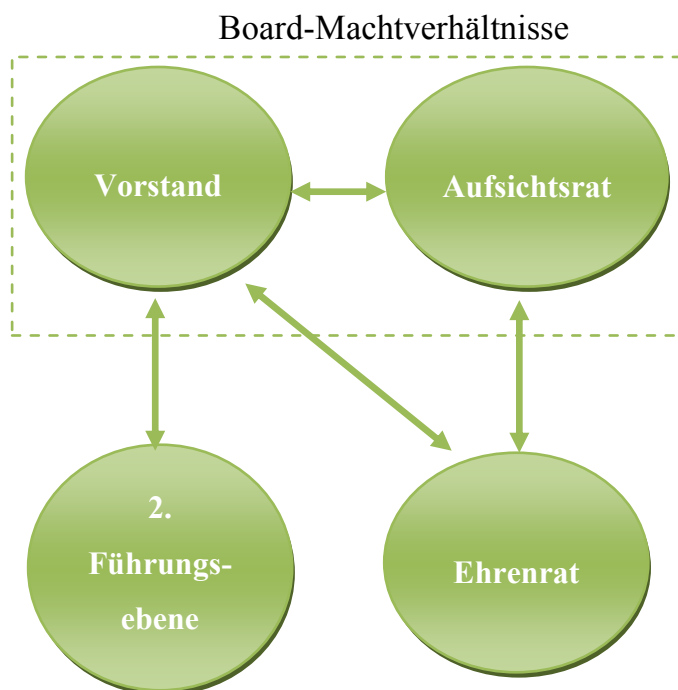 Board-Machtverhältnisse
Vorstand
Aufsichtsrat
2.
Führungs-
ebene
Ehrenrat